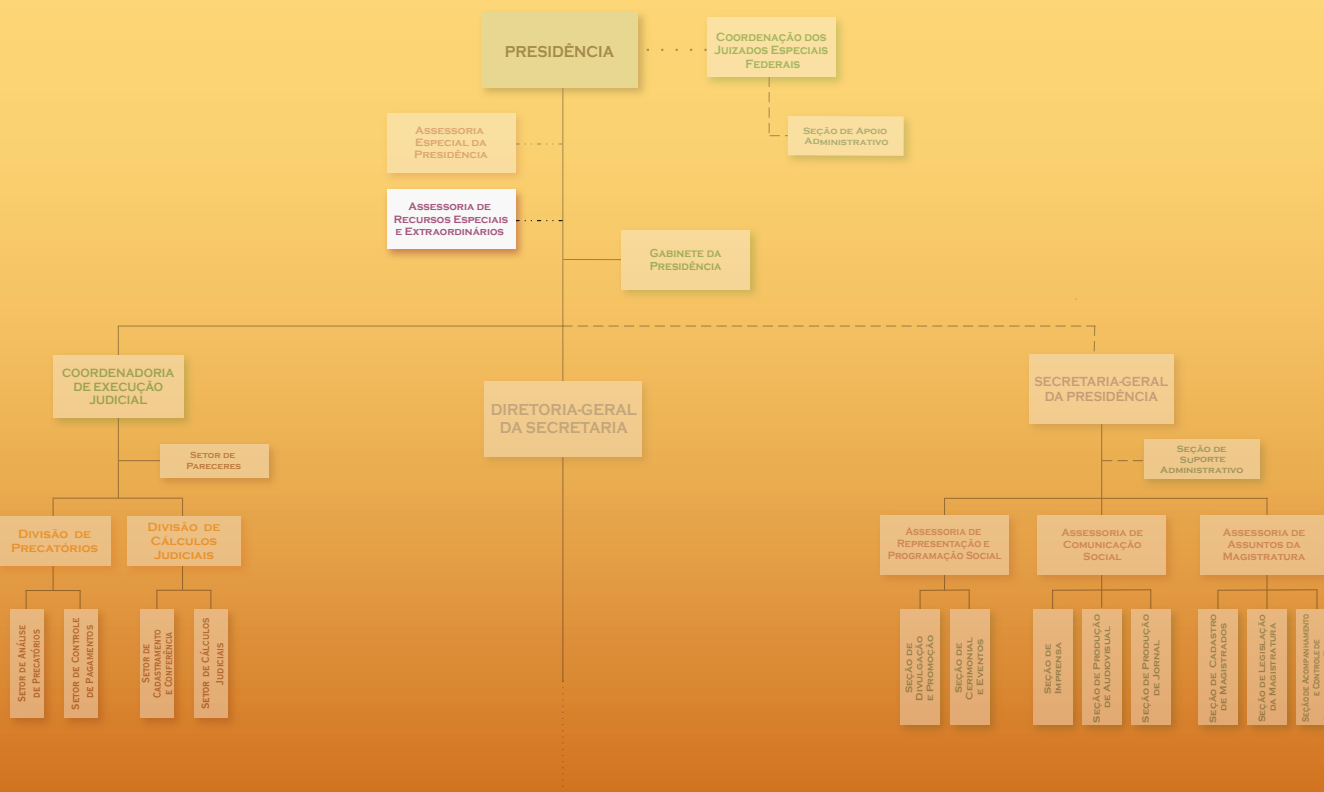 PRESIDÊNCIA
COORDENAÇÃO DOS
JUIZADOS ESPECIAIS
FEDERAIS
SEÇÃO DE APOIO
ADMINISTRATIVO
ASSESSORIA
ESPECIAL DA
PRESIDÊNCIA
ASSESSORIA DE
RECURSOS ESPECIAIS
E EXTRAORDINÁRIOS
GABINETE DA
PRESIDÊNCIA
COORDENADORIA
DE EXECUÇÃO
JUDICIAL
DIRETORIA-GERAL
DA SECRETARIA
SECRETARIA-GERAL
DA PRESIDÊNCIA
SETOR DE
PARECERES
SEÇÃO DE
SUPORTE
ADMINISTRATIVO
DIVISÃO DE
PRECATÓRIOS
DIVISÃO DE
CÁLCULOS
JUDICIAIS
ASSESSORIA DE
REPRESENTAÇÃO E
PROGRAMAÇÃO SOCIAL
ASSESSORIA DE
COMUNICAÇÃO
SOCIAL
ASSESSORIA DE
ASSUNTOS DA
MAGISTRATURA
SETOR DE ANÁLISE
DE PRECATÓRIOS
SETOR DE CONTROLE
DE PAGAMENTOS
SETOR DE
CADASTRAMENTO
E CONFERÊNCIA
SETOR DE CÁLCULOS
JUDICIAIS
SEÇÃO DE
DIVULGAÇÃO
E PROMOÇÃO
SEÇÃO DE
CERIMONIAL
E EVENTOS
SEÇÃO DE
IMPRENSA
SEÇÃO DE PRODUÇÃO
DE AUDIOVISUAL
SEÇÃO DE PRODUÇÃO
DE JORNAL
SEÇÃO DE CADASTRO
DE MAGISTRADOS
SEÇÃO DE LEGISLAÇÃO
DA MAGISTRATURA
SEÇÃO DE ACOMPANHAMENTO
E CONTROLE DE